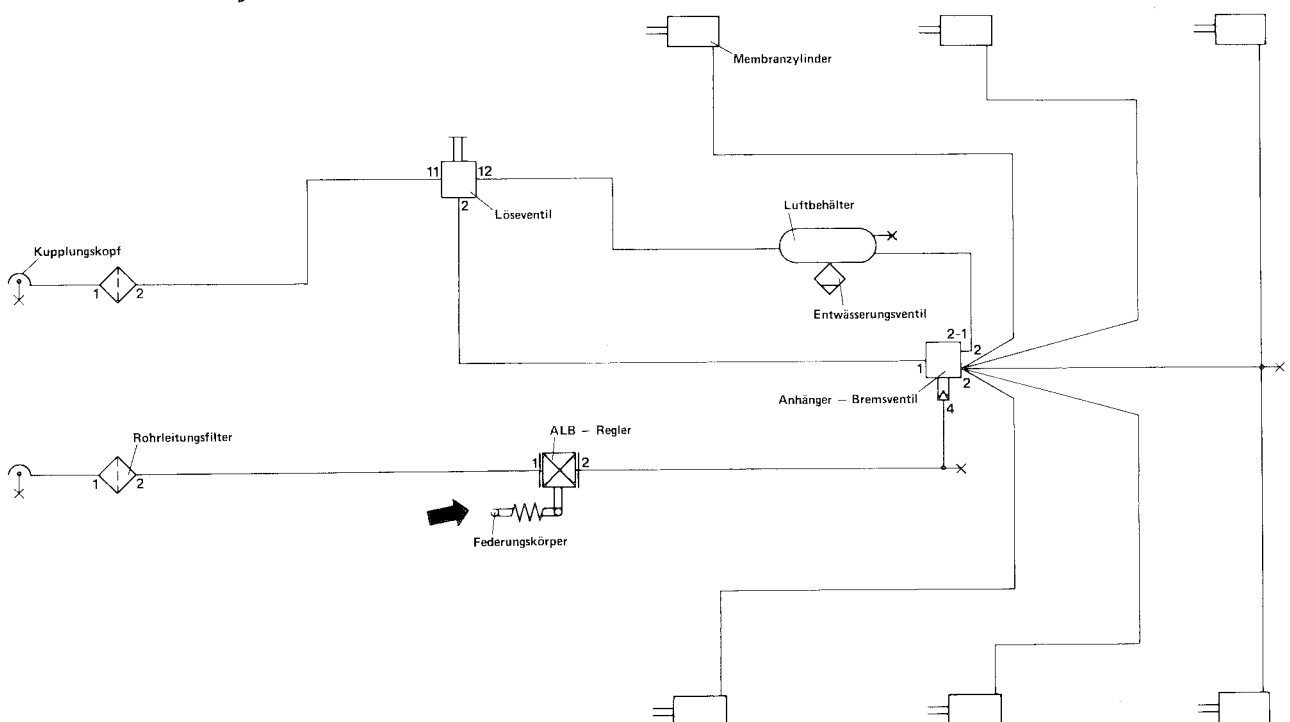 Membranzylinder
11 12
2
Löseventil
Luftbehälter
Kupplungskopf
1 2
Entwässerungsventil
2-1
2
1
2
Anhänger – Bremsventil
4
Rohrleitungsfilter
ALB – Regler
1 2
1 2
Federungskörper